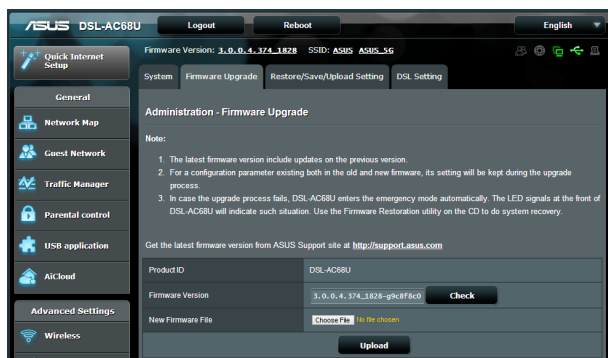 ASUS DSL-AC68U Logout Reboot English
Quick Internet Setup
Firmware Version: 3.0.0.4.374_1828 SSID: ASUS ASUS_5G
System Firmware Upgrade Restore/Save/Upload Setting DSL Setting
General
Network Map
Guest Network
Traffic Manager
Parental control
USB application
AiCloud
Advanced Settings
Wireless
Administration - Firmware Upgrade
Note:
1. The latest firmware version include updates on the previous version.
2. For a configuration parameter existing both in the old and new firmware, its setting will be kept during the upgrade
process.
3. In case the upgrade process fails, DSL-AC68U enters the emergency mode automatically. The LED signals at the front of
DSL-AC68U will indicate such situation. Use the Firmware Restoration utility on the CD to do system recovery.
Get the latest firmware version from ASUS Support site at http://support.asus.com
Product ID DSL-AC68U
Firmware Version 3.0.0.4.374_1828-g9c8f8c0 Check
New Firmware File Choose File No file chosen
Upload